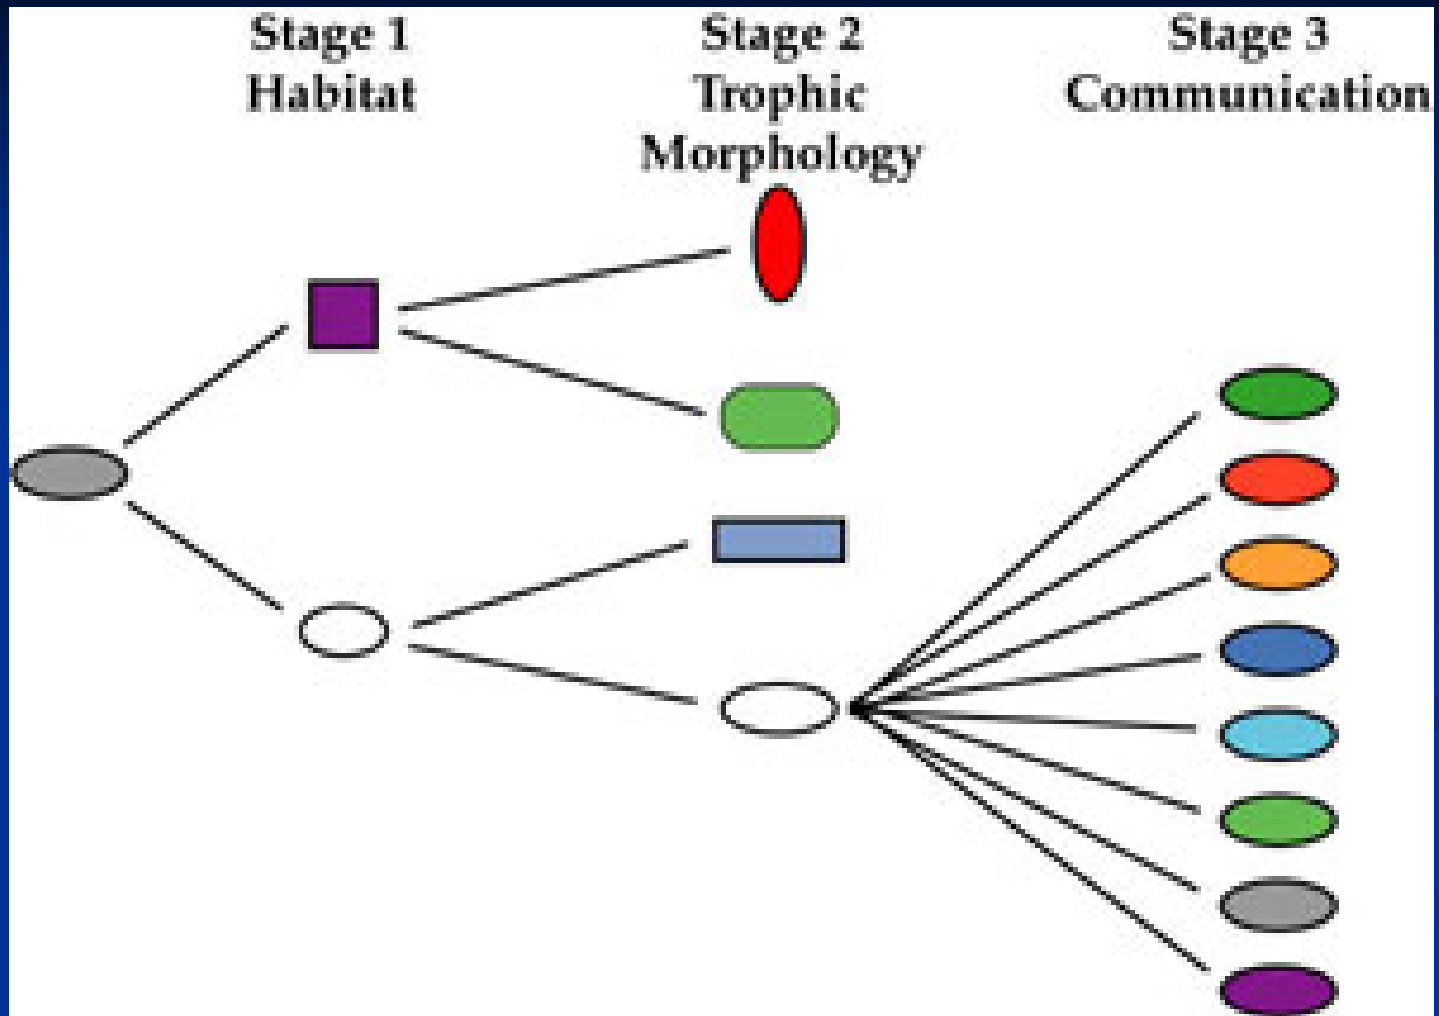 Stage 1
Habitat
Stage 2
Trophic
Morphology
Stage 3
Communication